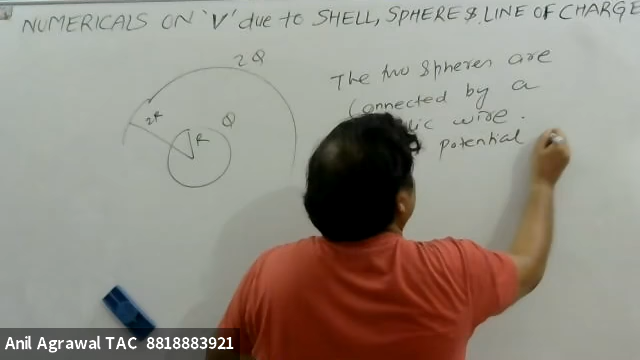 NUMERICALS ON 'V' due to SHELL, SPHERE & LINE OF CHARGE
2Q
2R
Q
R
The two spheres are
connected by a
wire.
potential
Anil Agrawal TAC 8818883921